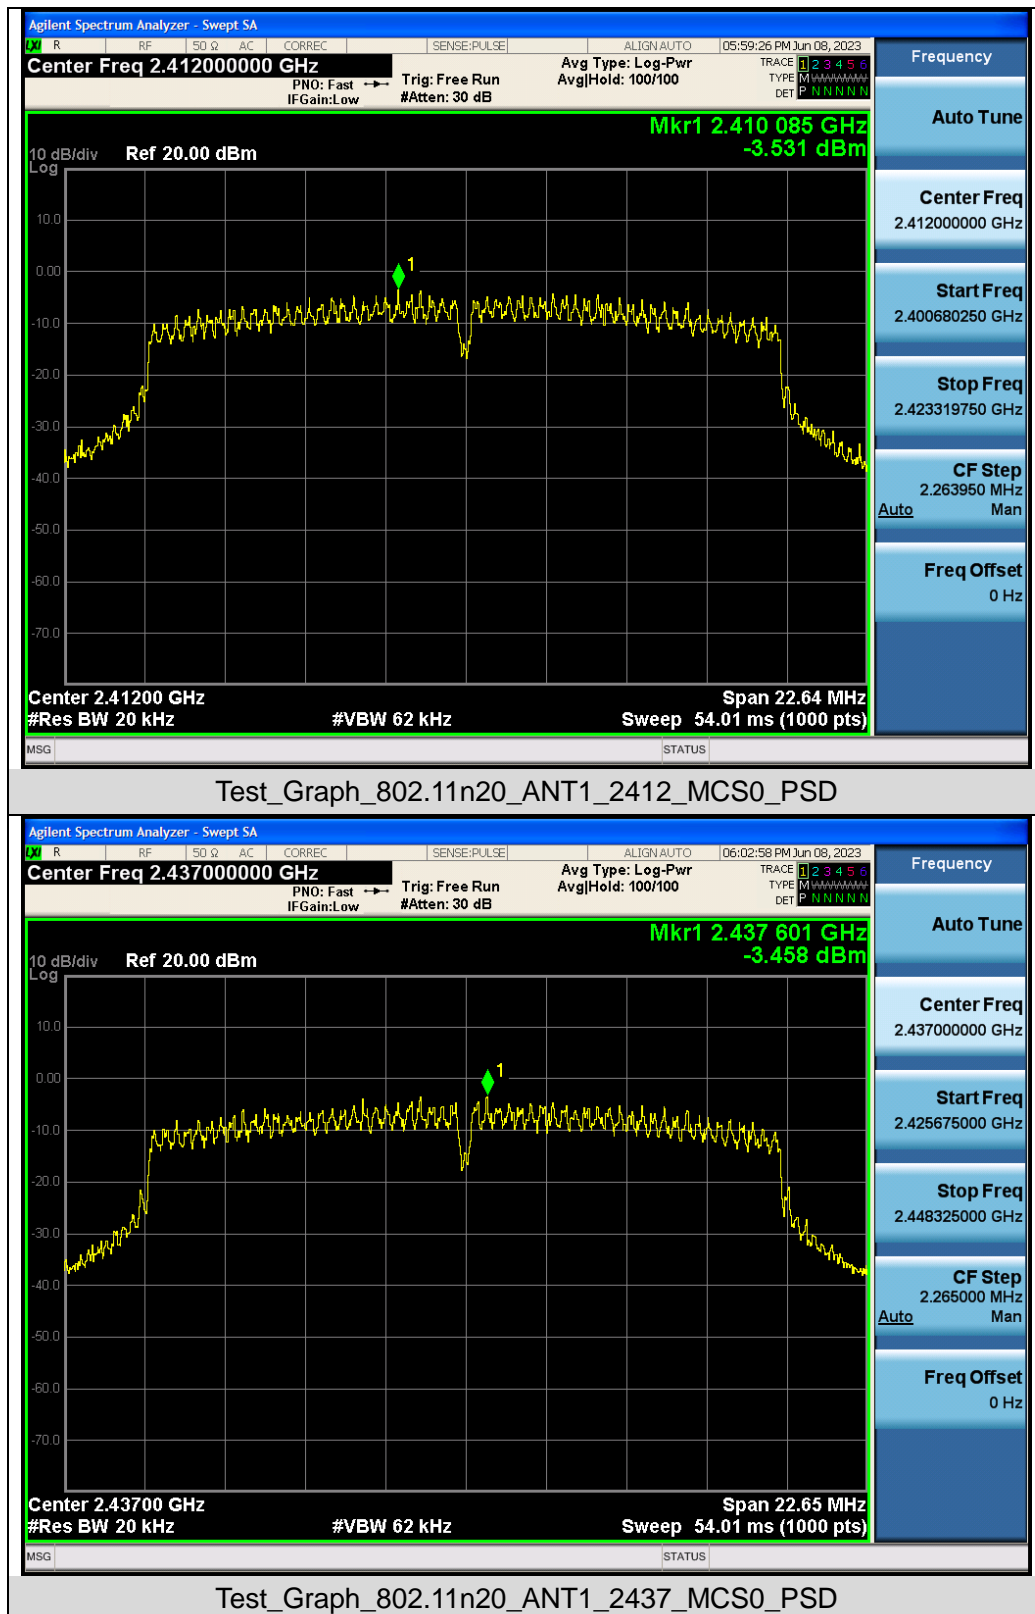 Agilent Spectrum Analyzer - Swept SA
LXI R RF 50 Ω AC CORREC SENSE:PULSE ALIGN AUTO 05:59:26 PM Jun 08, 2023
Center Freq 2.412000000 GHz
PNO: Fast
IFGain:Low
Trig: Free Run
#Atten: 30 dB
Avg Type: Log-Pwr
Avg|Hold: 100/100
TRACE 1 2 3 4 5 6
TYPE M
DET P N N N N N
Frequency
Mkr1 2.410 085 GHz
-3.531 dBm
10 dB/div Ref 20.00 dBm
Log
10.0
0.00
-10.0
-20.0
-30.0
-40.0
-50.0
-60.0
-70.0
1
Auto Tune
Center Freq
2.412000000 GHz
Start Freq
2.400680250 GHz
Stop Freq
2.423319750 GHz
CF Step
2.263950 MHz
Auto Man
Freq Offset
0 Hz
Center 2.41200 GHz Span 22.64 MHz
#Res BW 20 kHz #VBW 62 kHz Sweep 54.01 ms (1000 pts)
MSG STATUS
Test_Graph_802.11n20_ANT1_2412_MCS0_PSD
Agilent Spectrum Analyzer - Swept SA
LXI R RF 50 Ω AC CORREC SENSE:PULSE ALIGN AUTO 06:02:58 PM Jun 08, 2023
Center Freq 2.437000000 GHz
PNO: Fast
IFGain:Low
Trig: Free Run
#Atten: 30 dB
Avg Type: Log-Pwr
Avg|Hold: 100/100
TRACE 1 2 3 4 5 6
TYPE M
DET P N N N N N
Frequency
Mkr1 2.437 601 GHz
-3.458 dBm
10 dB/div Ref 20.00 dBm
Log
10.0
0.00
-10.0
-20.0
-30.0
-40.0
-50.0
-60.0
-70.0
1
Auto Tune
Center Freq
2.437000000 GHz
Start Freq
2.425675000 GHz
Stop Freq
2.448325000 GHz
CF Step
2.265000 MHz
Auto Man
Freq Offset
0 Hz
Center 2.43700 GHz Span 22.65 MHz
#Res BW 20 kHz #VBW 62 kHz Sweep 54.01 ms (1000 pts)
MSG STATUS
Test_Graph_802.11n20_ANT1_2437_MCS0_PSD